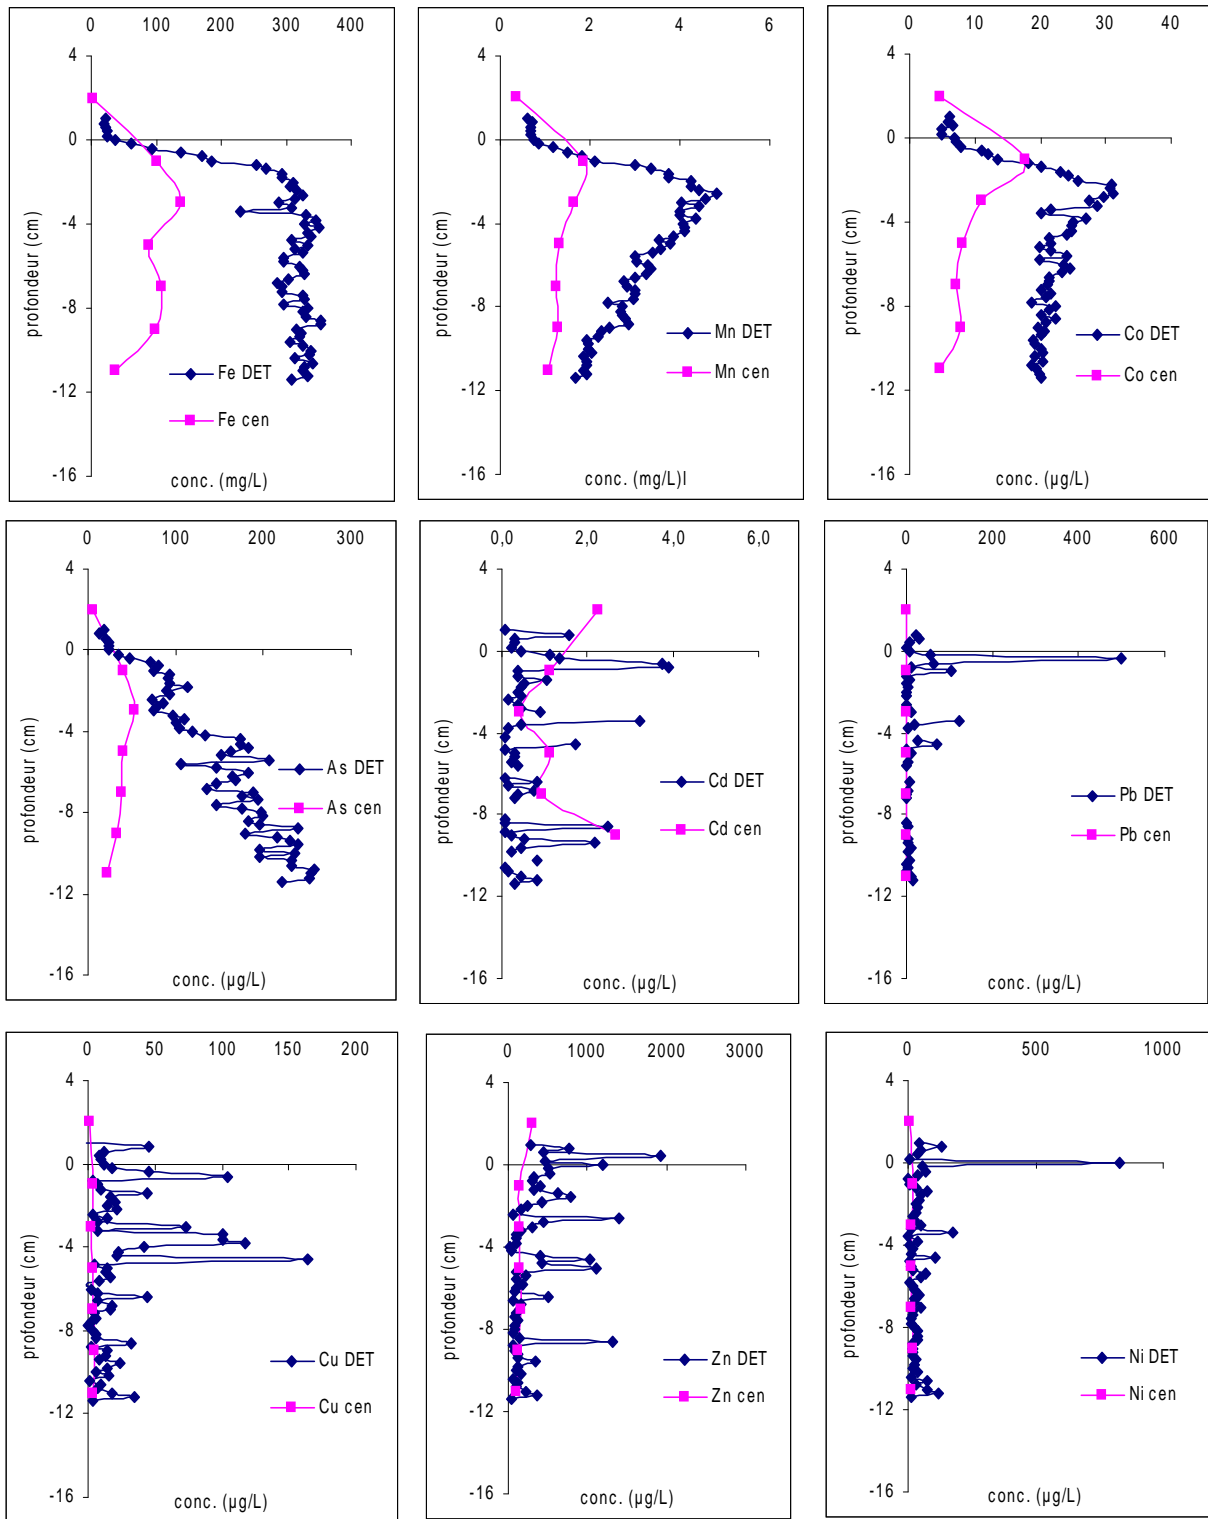 0 100 200 300 400
4
0
-4
-8
-12
-16
profondeur (cm)
Fe DET
Fe cen
conc. (mg/L)
0 2 4 6
4
0
-4
-8
-12
-16
profondeur (cm)
Mn DET
Mn cen
conc. (mg/L)l
0 10 20 30 40
4
0
-4
-8
-12
-16
profondeur (cm)
Co DET
Co cen
conc. (µg/L)
0 100 200 300
4
0
-4
-8
-12
-16
profondeur (cm)
As DET
As cen
conc. (µg/L)
0,0 2,0 4,0 6,0
4
0
-4
-8
-12
-16
profondeur (cm)
Cd DET
Cd cen
conc. (µg/L)
0 200 400 600
4
0
-4
-8
-12
-16
profondeur (cm)
Pb DET
Pb cen
conc. (µg/L)
0 50 100 150 200
4
0
-4
-8
-12
-16
profondeur (cm)
Cu DET
Cu cen
conc. (µg/L)
0 1000 2000 3000
4
0
-4
-8
-12
-16
profondeur (cm)
Zn DET
Zn cen
conc. (µg/L)
0 500 1000
4
0
-4
-8
-12
-16
profondeur (cm)
Ni DET
Ni cen
conc. (µg/L)